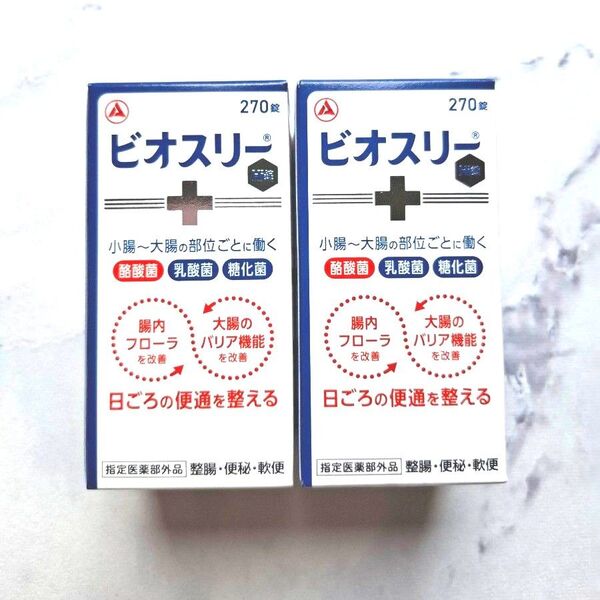 270錠
ビオスリー®
小腸〜大腸の部位ごとに働く
酪酸菌 乳酸菌 糖化菌
腸内
フローラ
を改善
大腸の
バリア機能
を改善
日ごろの便通を整える
指定医薬部外品 整腸・便秘・軟便
270錠
ビオスリー®
小腸〜大腸の部位ごとに働く
酪酸菌 乳酸菌 糖化菌
腸内
フローラ
を改善
大腸の
バリア機能
を改善
日ごろの便通を整える
指定医薬部外品 整腸・便秘・軟便